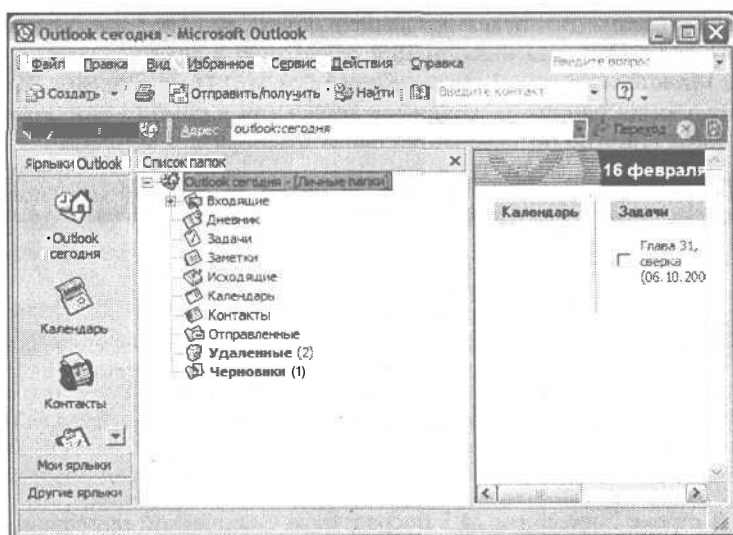 Outlook сегодня - Microsoft Outlook
Файл Правка Вид Избранное Сервис Действия Справка Введите вопрос
Создать Отправить/получить Найти Введите контакт
Адрес outlook:сегодня Переход
Ярлыки Outlook
Outlook
сегодня
Календарь
Контакты
Мои ярлыки
Другие ярлыки
Список папок
Outlook сегодня - [Личные папки]
Входящие
Дневник
Задачи
Заметки
Исходящие
Календарь
Контакты
Отправленные
Удаленные (2)
Черновики (1)
16 февраля
Календарь
Задачи
Глава 31,
сверка
(06.10.200